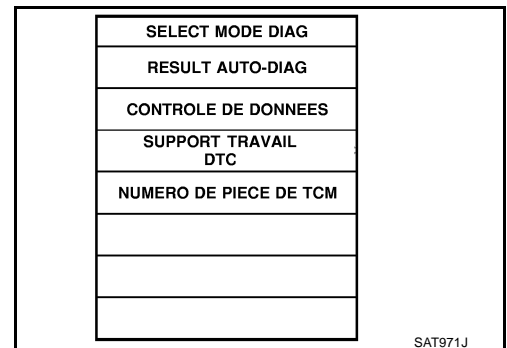 SELECT MODE DIAG
RESULT AUTO-DIAG
CONTROLE DE DONNEES
SUPPORT TRAVAIL
DTC
NUMERO DE PIECE DE TCM
SAT971J